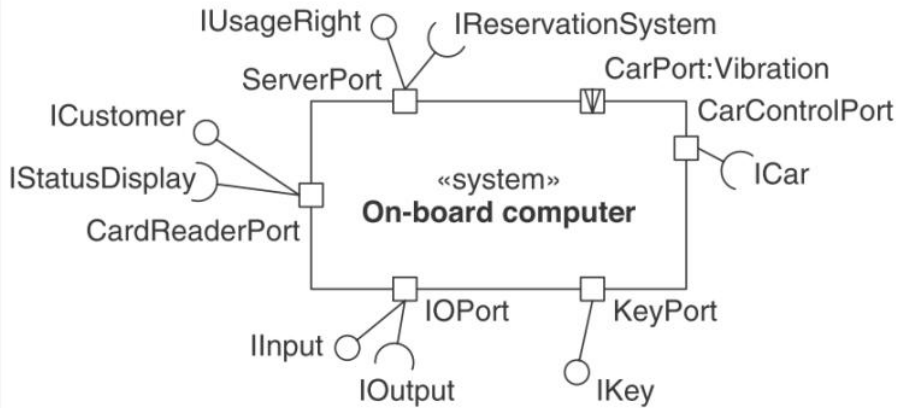 IUsageRight
IReservationSystem
ServerPort
CarPort:Vibration
ICustomer
CarControlPort
IStatusDisplay
«system»
ICar
On-board computer
CardReaderPort
IOPort
KeyPort
IInput
IOutput
IKey